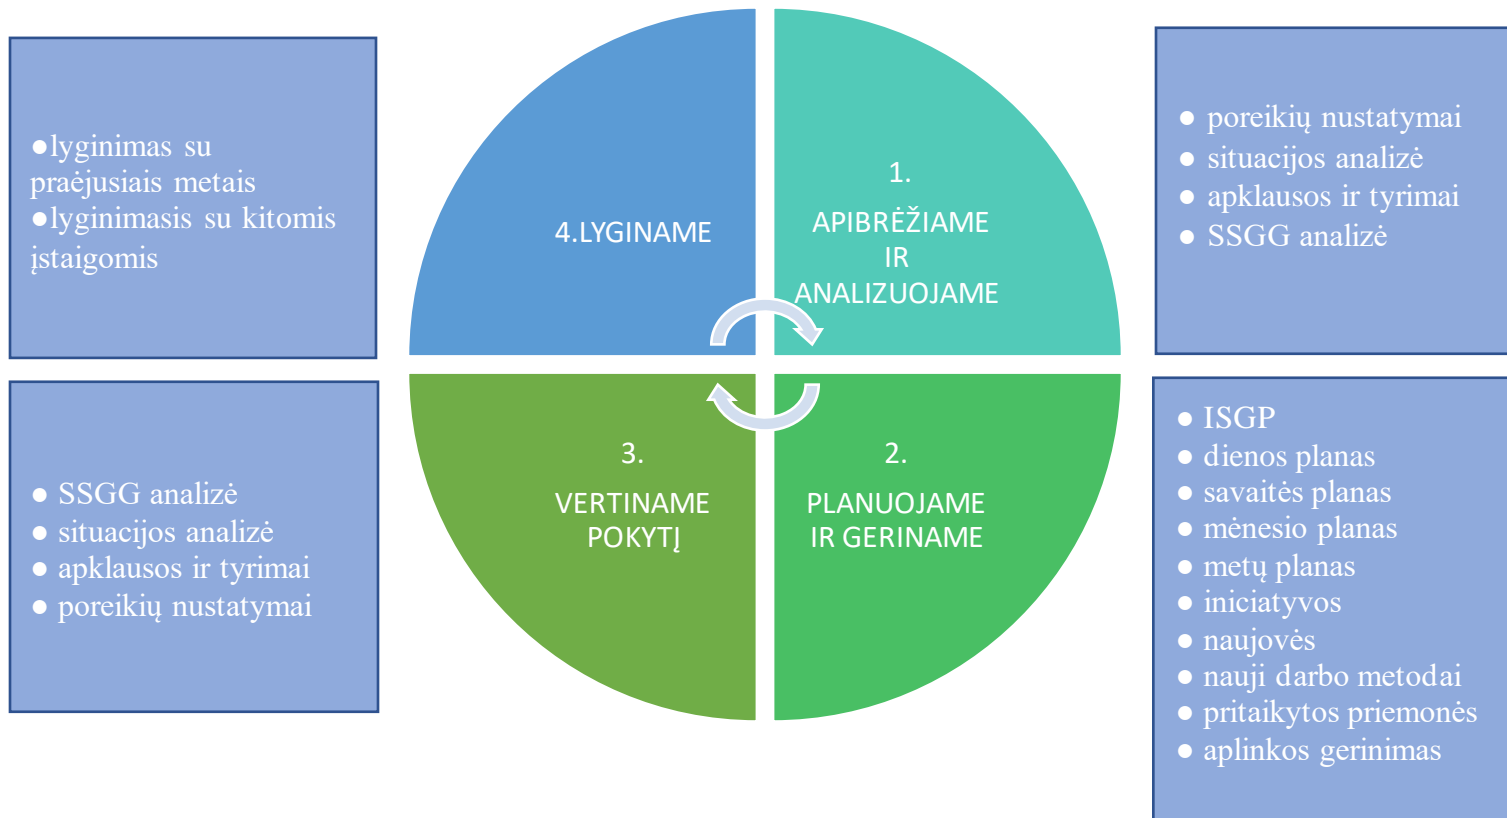 ●lyginimas su
praėjusiais metais
●lyginimasis su kitomis
įstaigomis
4.LYGINAME
1.
APIBRĖŽIAME
IR
ANALIZUOJAME
● poreikių nustatymai
● situacijos analizė
● apklausos ir tyrimai
● SSGG analizė
● SSGG analizė
● situacijos analizė
● apklausos ir tyrimai
● poreikių nustatymai
3.
VERTINAME
POKYTĮ
2.
PLANUOJAME
IR GERINAME
● ISGP
● dienos planas
● savaitės planas
● mėnesio planas
● metų planas
● iniciatyvos
● naujovės
● nauji darbo metodai
● pritaikytos priemonės
● aplinkos gerinimas